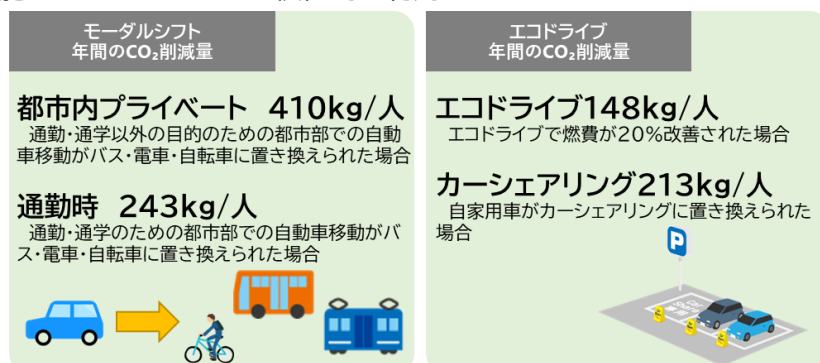 モーダルシフト
年間のCO₂削減量
都市内プライベート 410kg/人
通勤・通学以外の目的のための都市部での自動
車移動がバス・電車・自転車に置き換えられた場合
通勤時 243kg/人
通勤・通学のための都市部での自動車移動がバ
ス・電車・自転車に置き換えられた場合
エコドライブ
年間のCO₂削減量
エコドライブ148kg/人
エコドライブで燃費が20%改善された場合
カーシェアリング213kg/人
自家用車がカーシェアリングに置き換えられた
場合
P
Car
Share